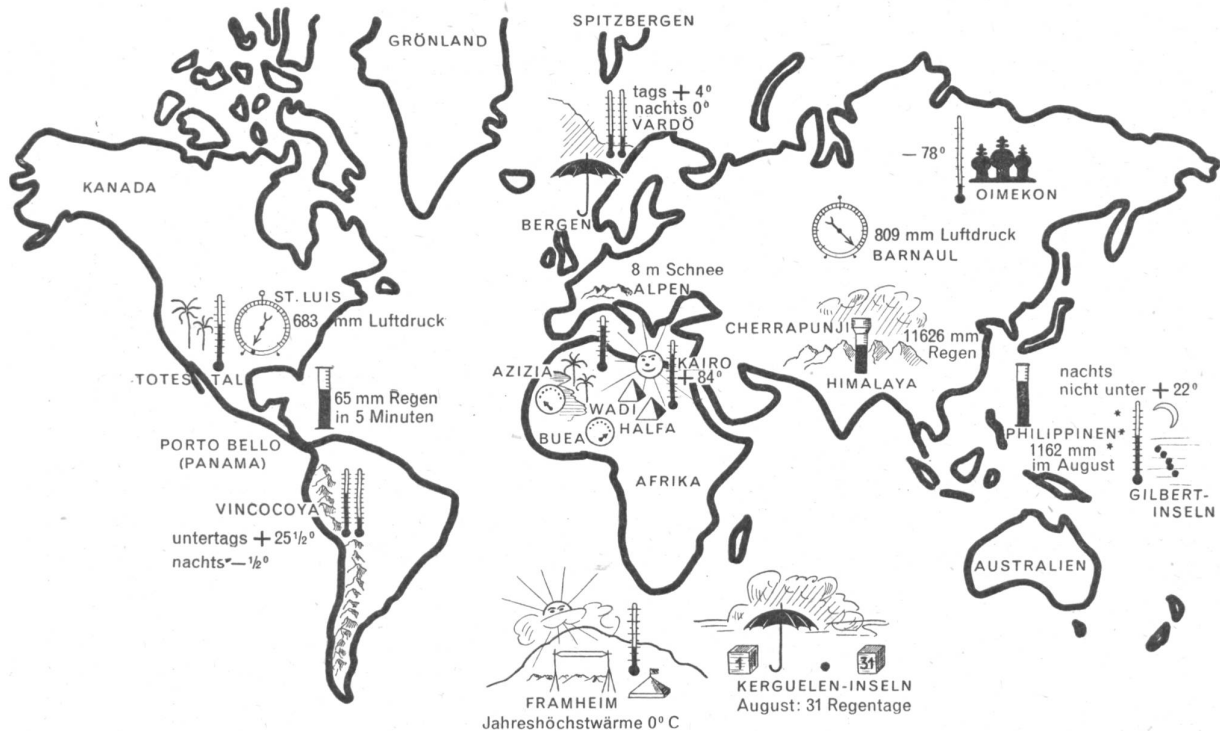 SPITZBERGEN
GRÖNLAND
tags + 4°
nachts 0°
VARDÖ
KANADA
— 78°
OIMEKON
BERGEN
809 mm Luftdruck
BARNAUL
8 m Schnee
ALPEN
ST. LUIS
683 mm Luftdruck
CHERRAPUNJI
11626 mm
Regen
HIMALAYA
TOTES TAL
AZIZIA
KAIRO
+ 84°
WADI
HALFA
BUEA
65 mm Regen
in 5 Minuten
nachts
nicht unter + 22°
PORTO BELLO
(PANAMA)
PHILIPPINEN
1162 mm
im August
AFRIKA
GILBERT-
INSELN
VINCOCOYA
untertags + 25½°
nachts — ½°
AUSTRALIEN
1
31
FRAMHEIM
Jahreshöchstwärme 0° C
KERGUELEN-INSELN
August: 31 Regentage